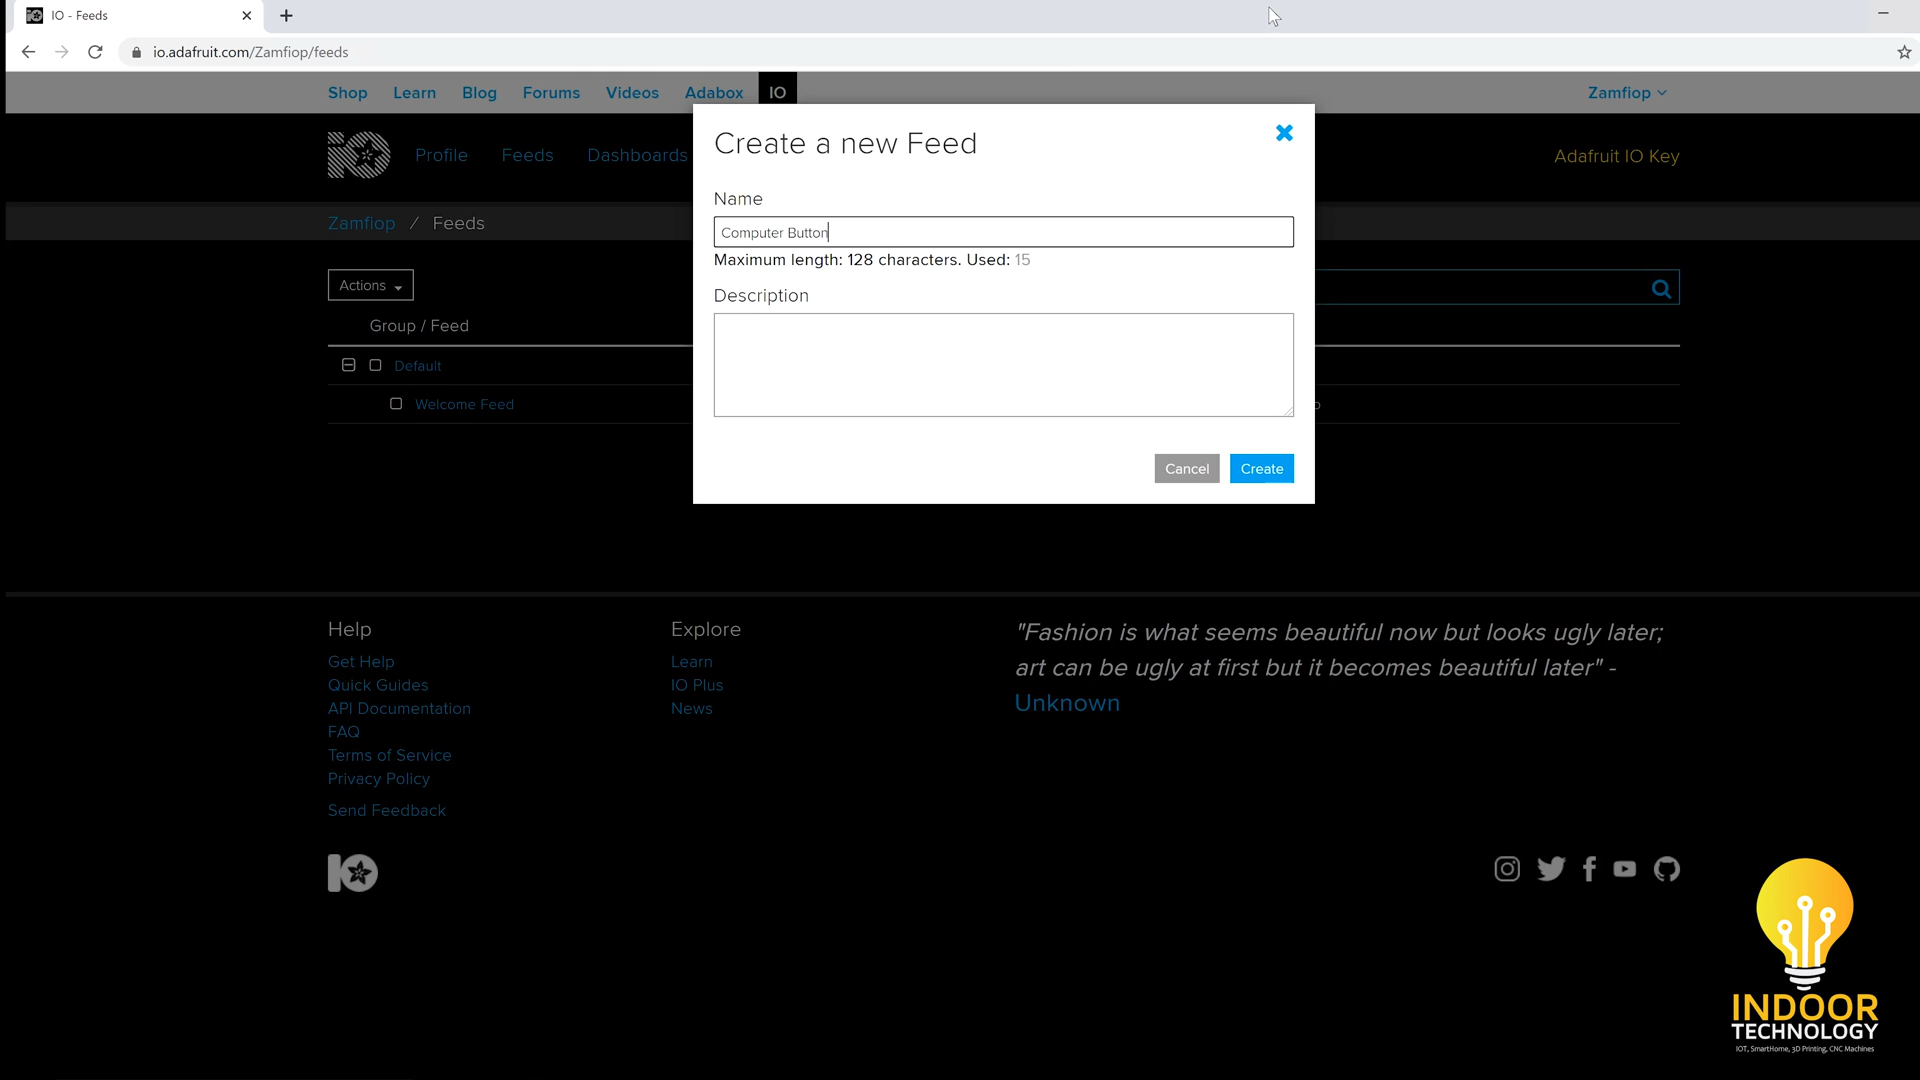 IO - Feeds
io.adafruit.com/Zamfiop/feeds
Shop Learn Blog Forums Videos Adabox IO Zamfiop
Profile Feeds Dashboards Adafruit IO Key
Zamfiop / Feeds
Create a new Feed
Name
Computer Button
Maximum length: 128 characters. Used: 15
Description
Cancel Create
Actions
Group / Feed
Default
Welcome Feed
o
Help
Get Help
Quick Guides
API Documentation
FAQ
Terms of Service
Privacy Policy
Send Feedback
Explore
Learn
IO Plus
News
"Fashion is what seems beautiful now but looks ugly later;
art can be ugly at first but it becomes beautiful later" -
Unknown
INDOOR
TECHNOLOGY
IOT, SmartHome, 3D Printing, CNC Machines